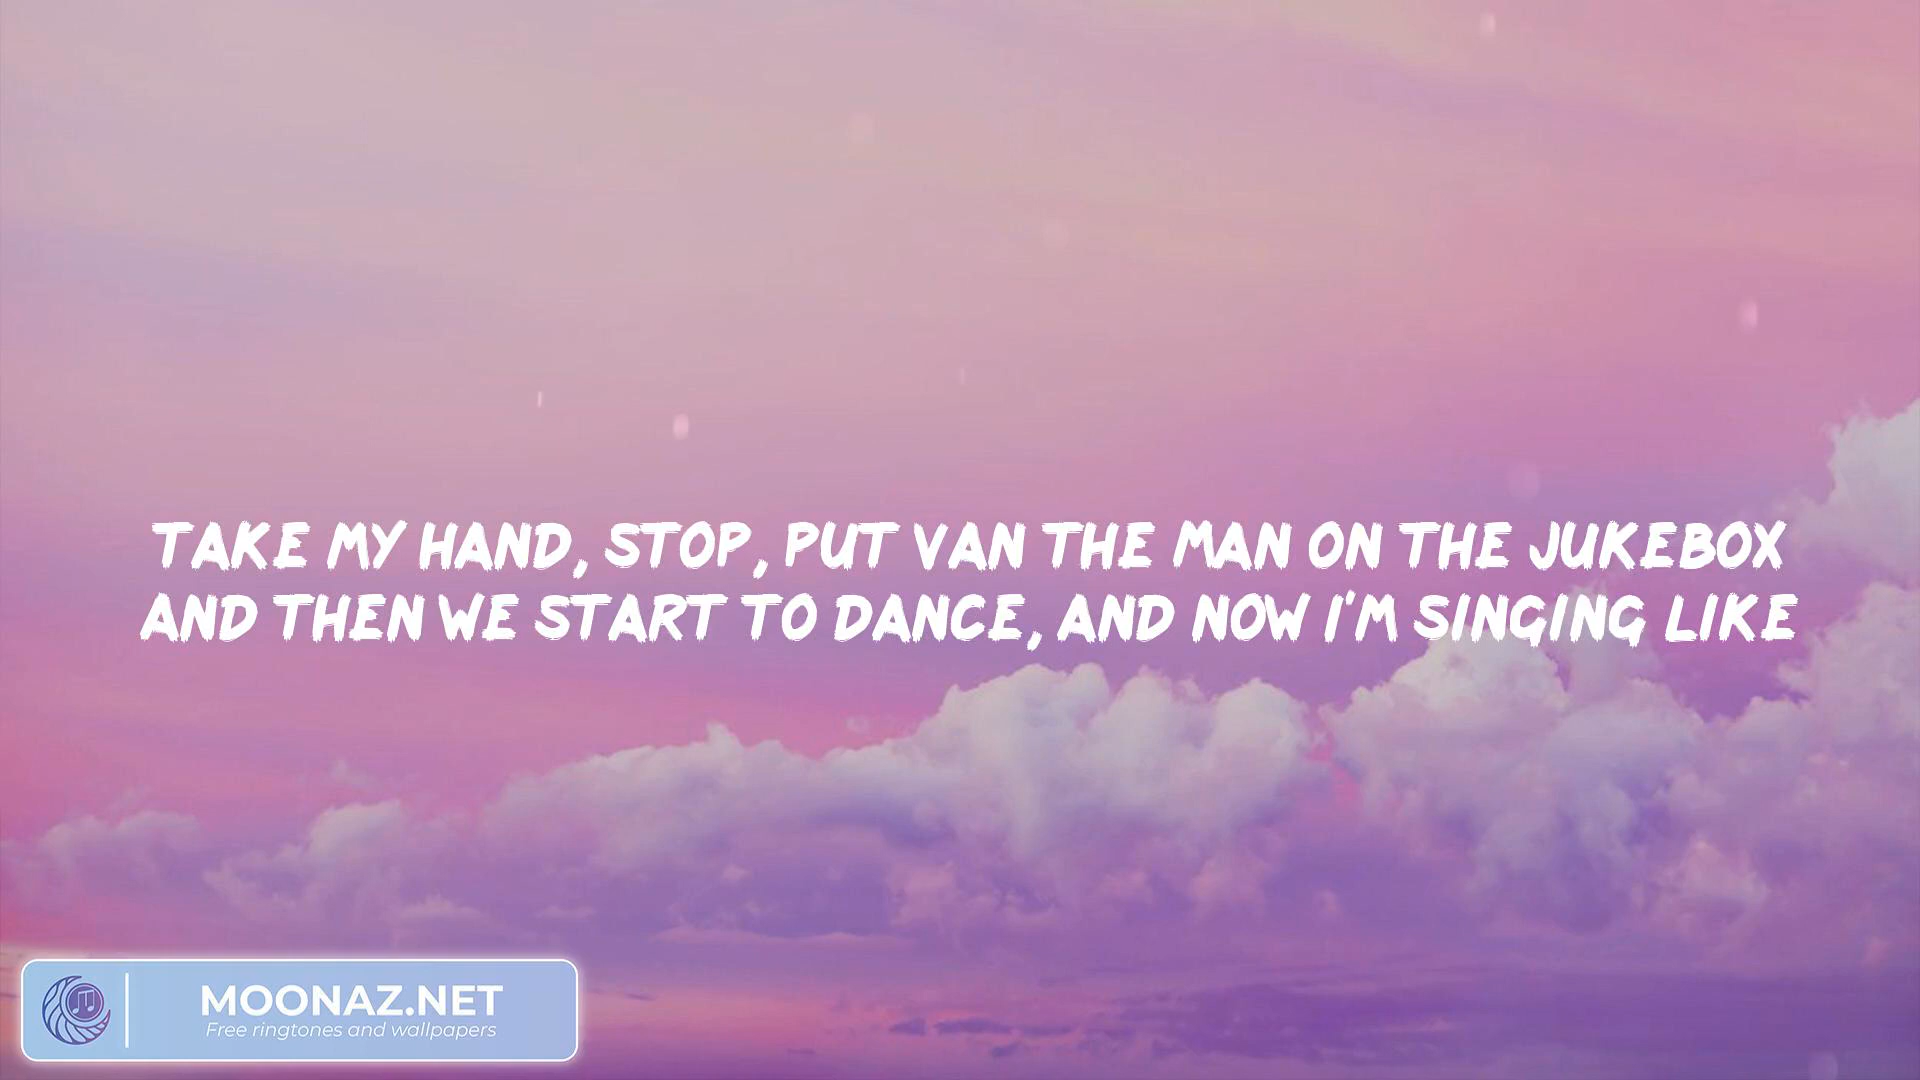 TAKE MY HAND, STOP, PUT VAN THE MAN ON THE JUKEBOX
AND THEN WE START TO DANCE, AND NOW I'M SINGING LIKE
MOONAZ.NET
Free ringtones and wallpapers